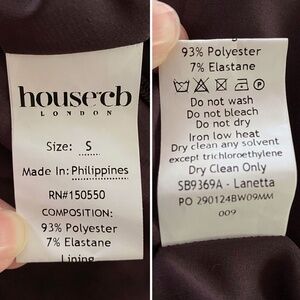 house cb
LONDON
Size: S
Made In: Philippines
RN#150550
COMPOSITION:
93% Polyester
7% Elastane
Lining
93% Polyester
7% Elastane
Do not wash
Do not bleach
Do not dry
Iron low heat
Dry clean any solvent
except trichloroethylene
Dry Clean Only
SB9369A - Lanetta
PO 290124BW09MM
009